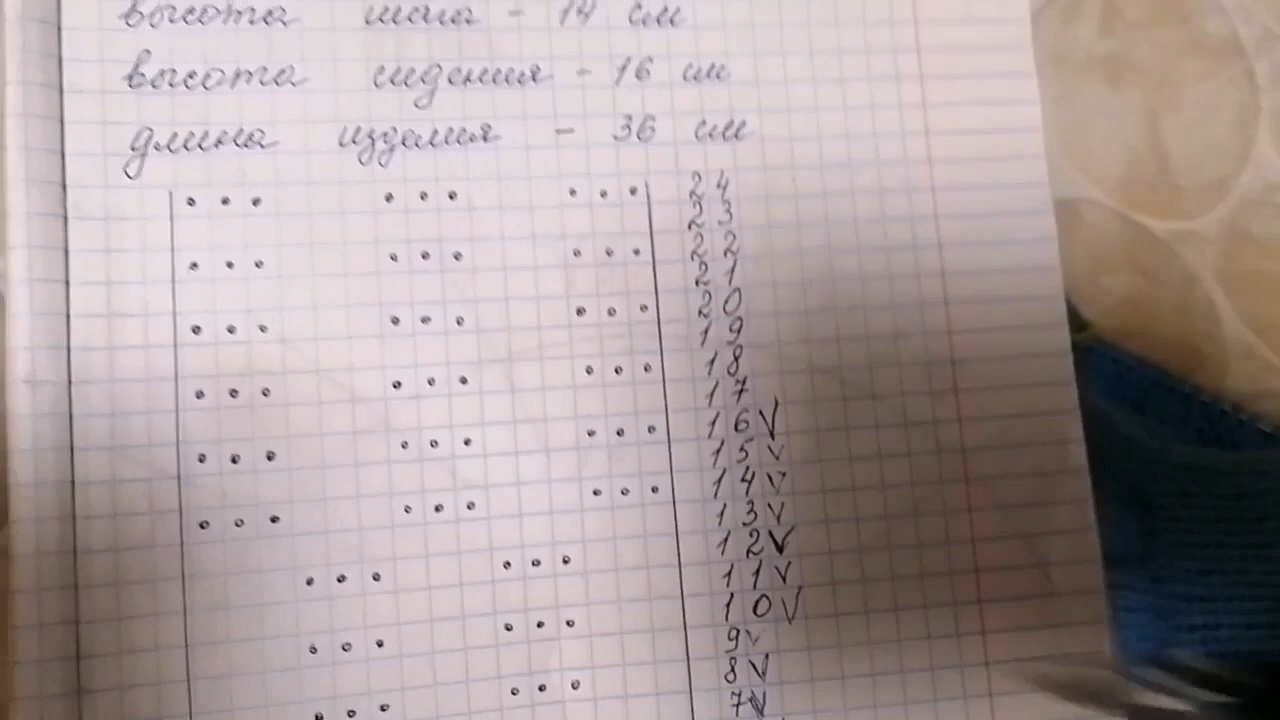 высота шага - 14 см
высота сидения - 16 см
длина изделия - 36 см
24
23
22
21
20
19
18
17
16 V
15 V
14 V
13 V
12 V
11 V
10 V
9 V
8 V
7 V